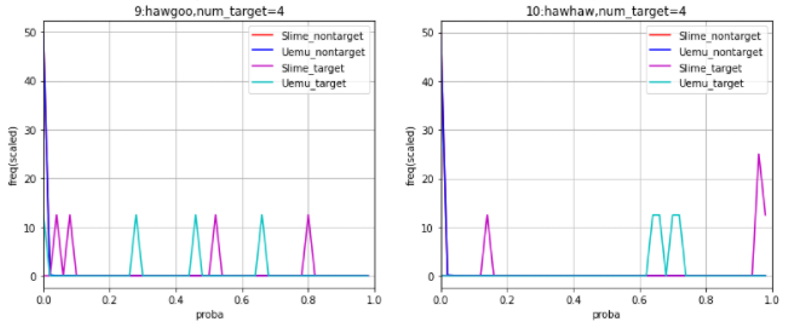 9:hawgoo,num_target=4
Slime_nontarget
Uemu_nontarget
Slime_target
Uemu_target
freq(scaled)
50
40
30
20
10
0
0.0 0.2 0.4 0.6 0.8 1.0
proba
10:hawhaw,num_target=4
Slime_nontarget
Uemu_nontarget
Slime_target
Uemu_target
freq(scaled)
50
40
30
20
10
0
0.0 0.2 0.4 0.6 0.8 1.0
proba